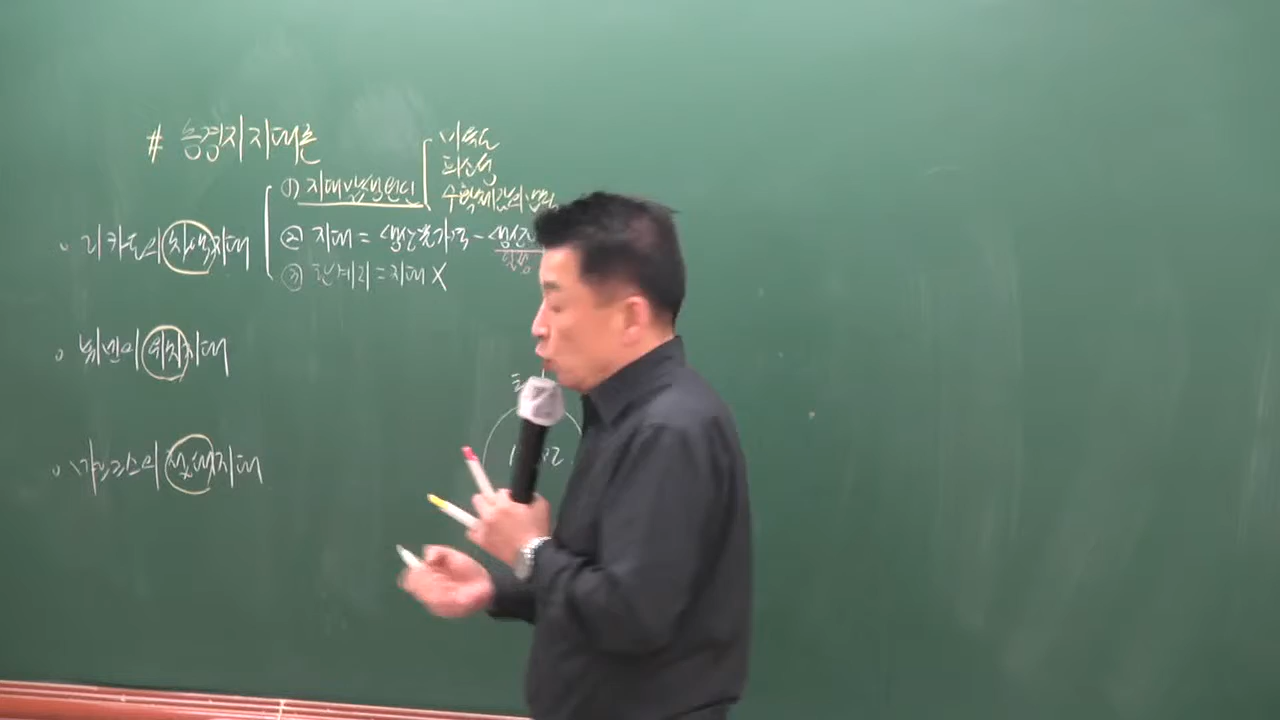 # 농경지 지대론
비옥도
희소성
① 지대발생원인
수확체감의 법칙
• 리카도의 차액지대
② 지대 = 생산물가격 - 생산
③ 한계지 = 지대 X
• 튀넨의 위치지대
• 마르크스의 절대지대